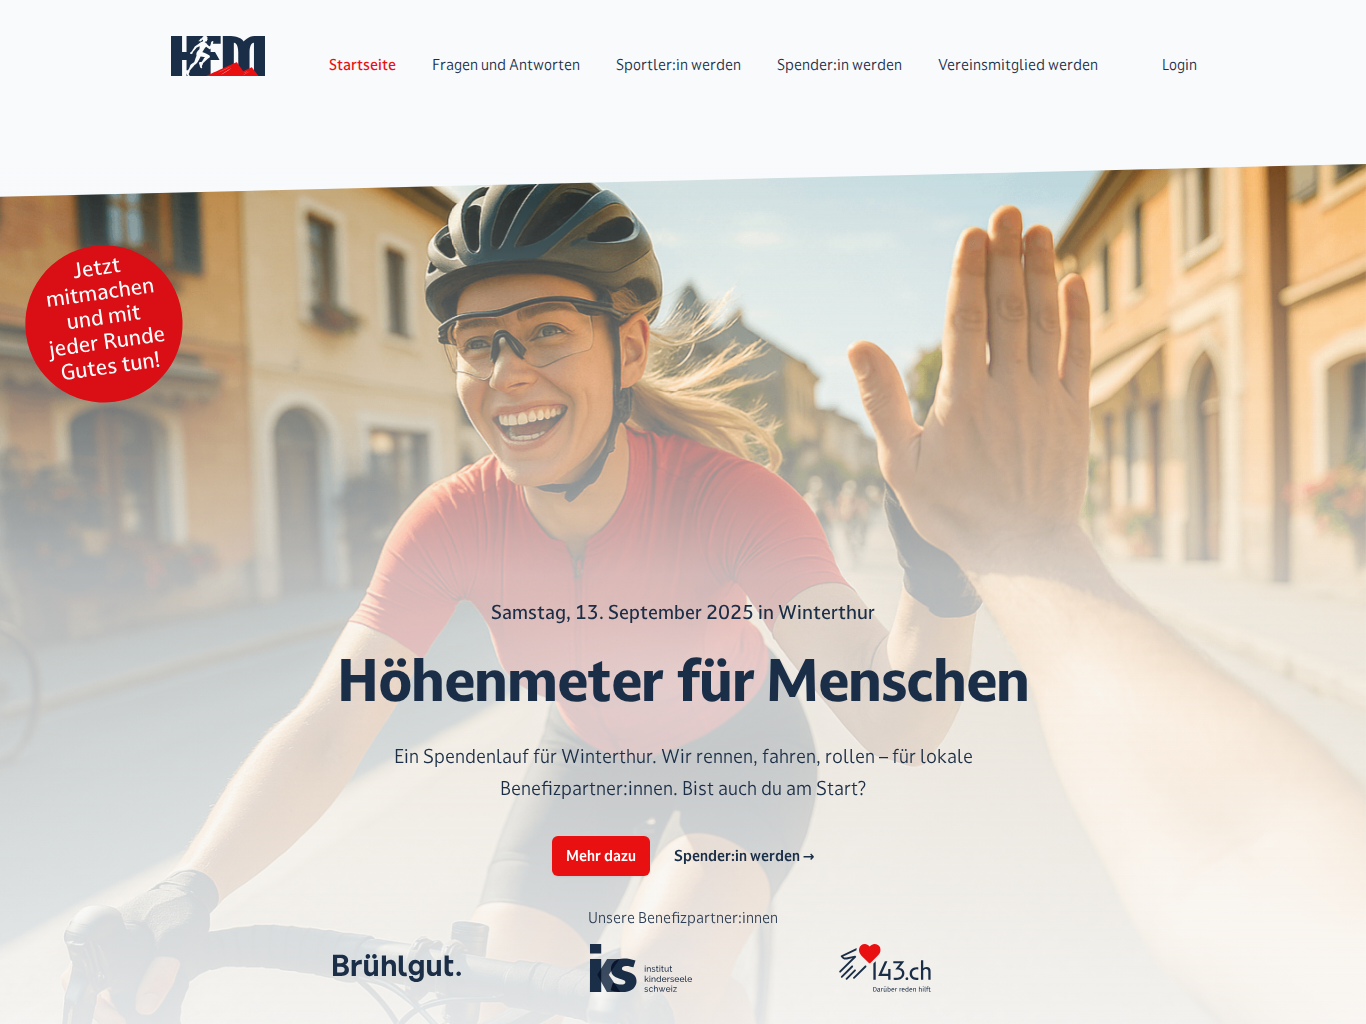 HFM
Startseite
Fragen und Antworten
Sportler:in werden
Spender:in werden
Vereinsmitglied werden
Login
Jetzt
mitmachen
und mit
jeder Runde
Gutes tun!
Samstag, 13. September 2025 in Winterthur
Höhenmeter für Menschen
Ein Spendenlauf für Winterthur. Wir rennen, fahren, rollen – für lokale
Benefizpartner:innen. Bist auch du am Start?
Mehr dazu
Spender:in werden →
Unsere Benefizpartner:innen
Brühlgut.
iks
institut
kinderseele
schweiz
143.ch
Darüber reden hilft